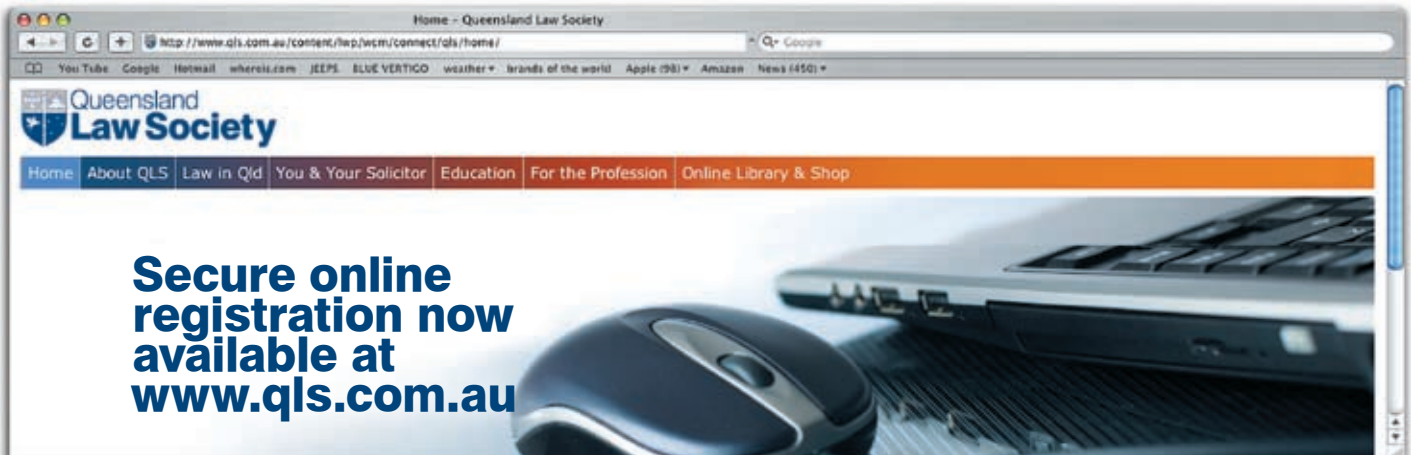 Home - Queensland Law Society
http://www.qls.com.au/content/lwp/wcm/connect/qls/home/
Google
You Tube Google Hotmail whereis.com JEEPS BLUE VERTIGO weather brands of the world Apple (98) Amazon News (450)
Queensland
Law Society
Home About QLS Law in Qld You & Your Solicitor Education For the Profession Online Library & Shop
Secure online
registration now
available at
www.qls.com.au